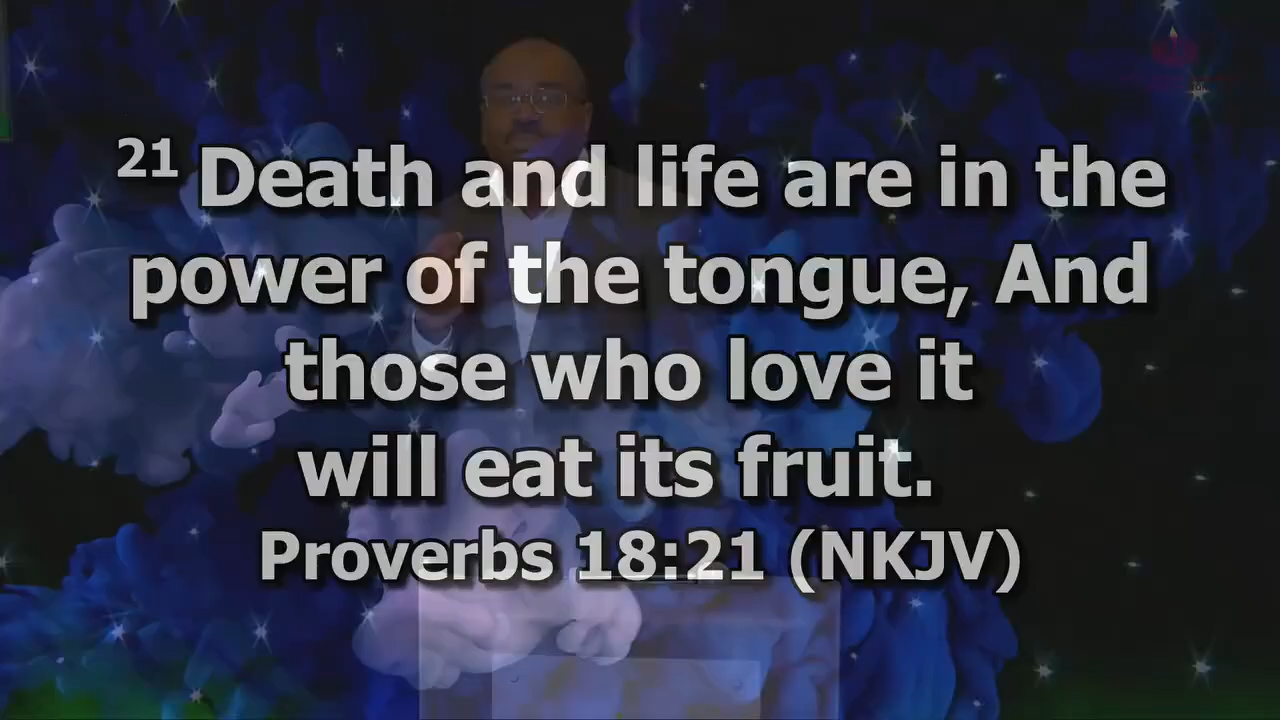 21 Death and life are in the
power of the tongue, And
those who love it
will eat its fruit.
Proverbs 18:21 (NKJV)